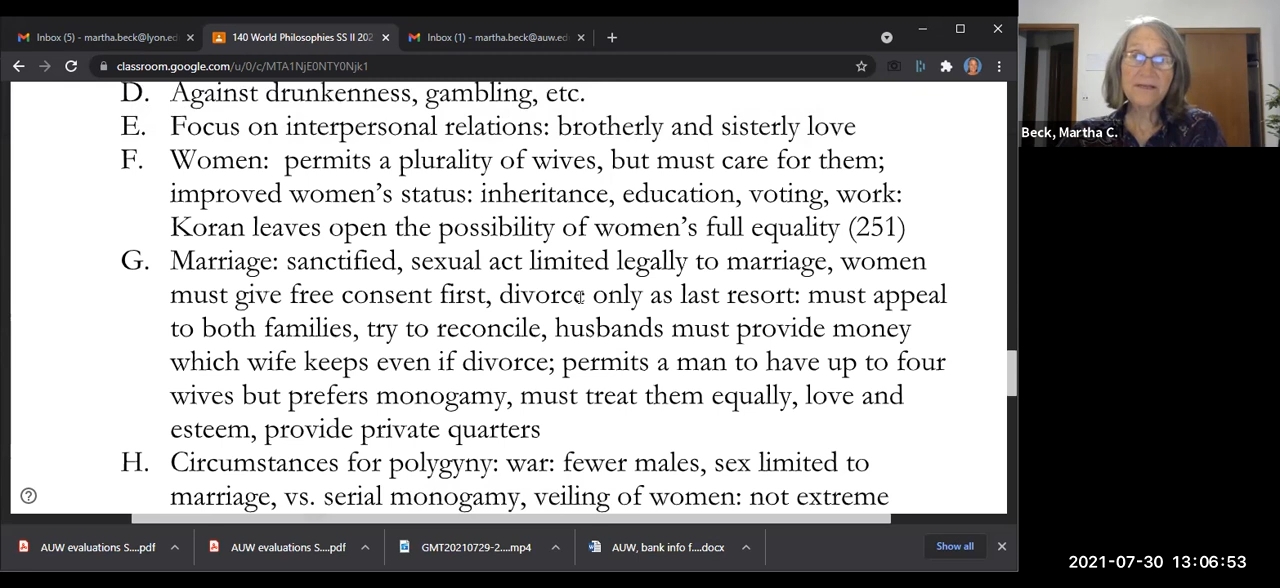 Inbox (5) - martha.beck@lyon.ed
140 World Philosophies SS II 202
Inbox (1) - martha.beck@auw.ed
classroom.google.com/u/0/c/MTA1NjE0NTY0Njk1
Beck, Martha C.
D. Against drunkenness, gambling, etc.
E. Focus on interpersonal relations: brotherly and sisterly love
F. Women: permits a plurality of wives, but must care for them;
improved women's status: inheritance, education, voting, work:
Koran leaves open the possibility of women's full equality (251)
G. Marriage: sanctified, sexual act limited legally to marriage, women
must give free consent first, divorce only as last resort: must appeal
to both families, try to reconcile, husbands must provide money
which wife keeps even if divorce; permits a man to have up to four
wives but prefers monogamy, must treat them equally, love and
esteem, provide private quarters
H. Circumstances for polygyny: war: fewer males, sex limited to
marriage, vs. serial monogamy, veiling of women: not extreme
AUW evaluations S....pdf
AUW evaluations S....pdf
GMT20210729-2....mp4
AUW, bank info f....docx
Show all
2021-07-30 13:06:53